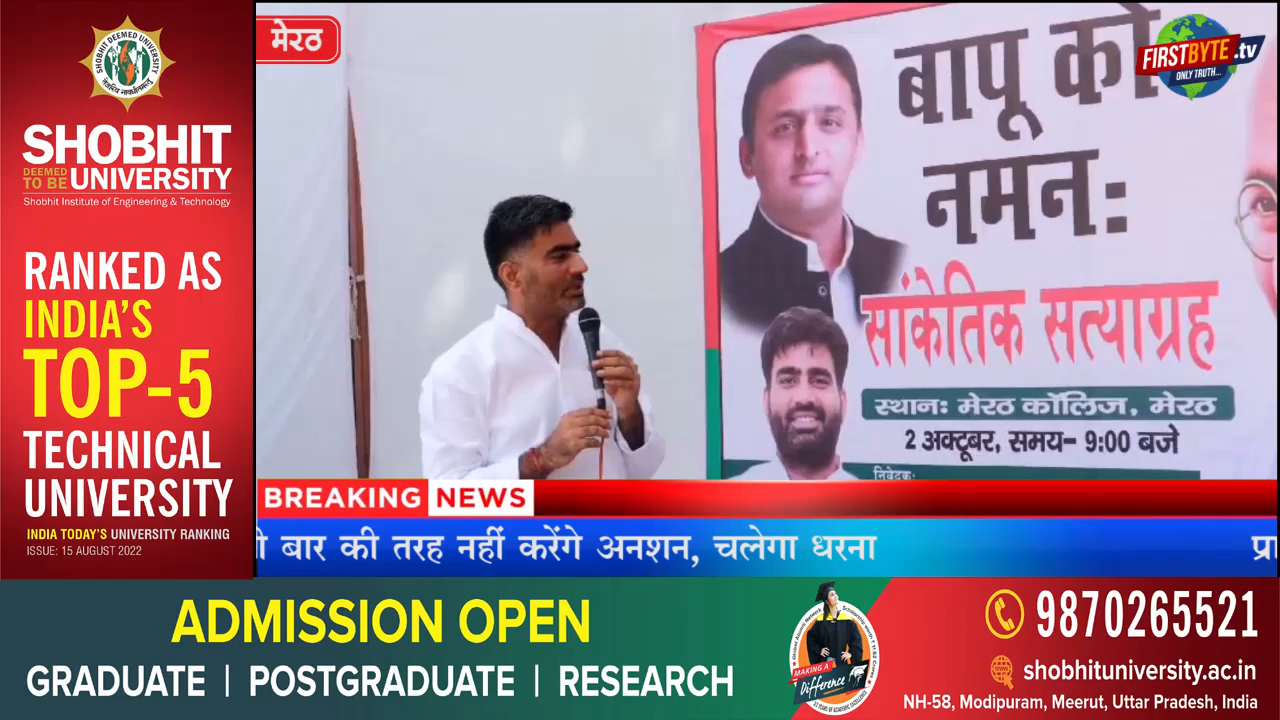 SHOBHIT DEEMED UNIVERSITY
SHOBHIT
DEEMED TO BE UNIVERSITY
Shobhit Institute of Engineering & Technology
RANKED AS
INDIA'S
TOP-5
TECHNICAL
UNIVERSITY
INDIA TODAY'S UNIVERSITY RANKING
ISSUE: 15 AUGUST 2022
मेरठ
FIRSTBYTE.tv
ONLY TRUTH...
बापू को
नमन:
सांकेतिक सत्याग्रह
स्थान: मेरठ कॉलिज, मेरठ
2 अक्टूबर, समय- 9:00 बजे
निवेदक:
BREAKING NEWS
बार की तरह नहीं करेंगे अनशन, चलेगा धरना
ADMISSION OPEN
GRADUATE | POSTGRADUATE | RESEARCH
MAKING A
Difference
9870265521
shobhituniversity.ac.in
NH-58, Modipuram, Meerut, Uttar Pradesh, India